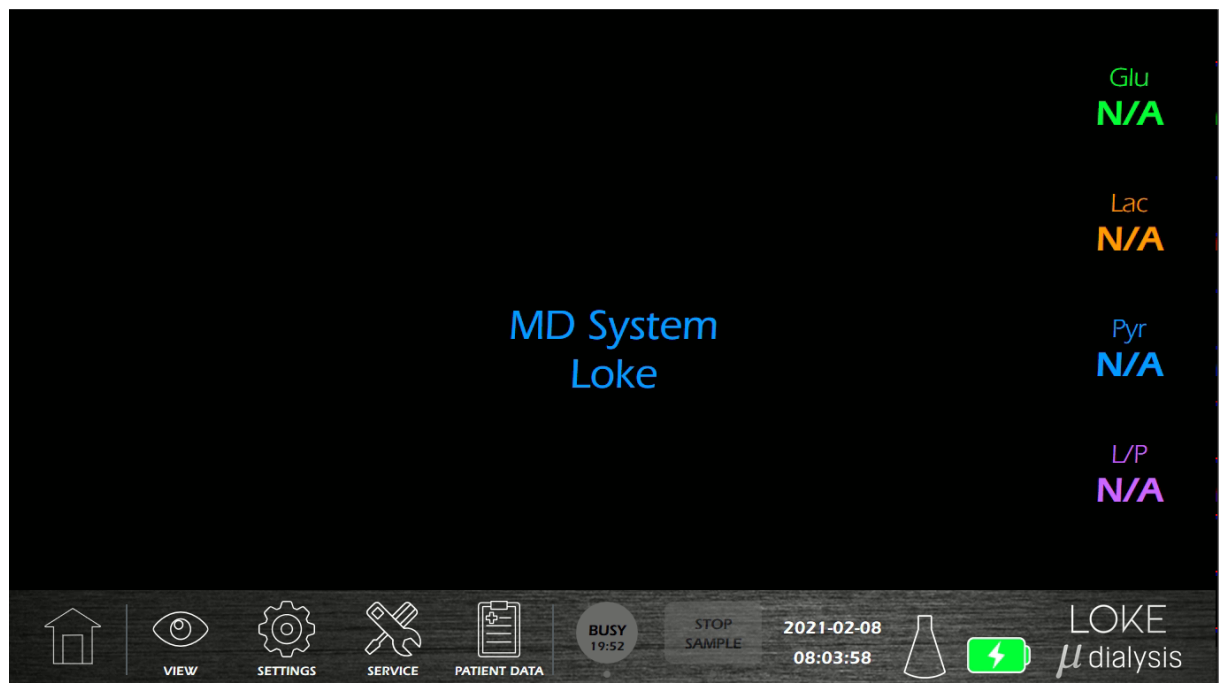 Glu
N/A
Lac
N/A
MD System
Loke
Pyr
N/A
L/P
N/A
VIEW
SETTINGS
SERVICE
PATIENT DATA
BUSY
19:52
STOP
SAMPLE
2021-02-08
08:03:58
LOKE
μ dialysis